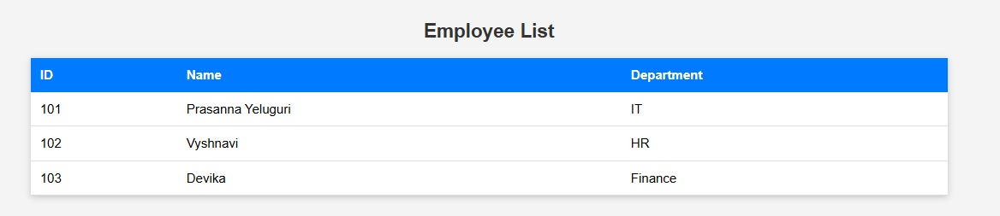 Employee List
ID Name Department
101 Prasanna Yeluguri IT
102 Vyshnavi HR
103 Devika Finance